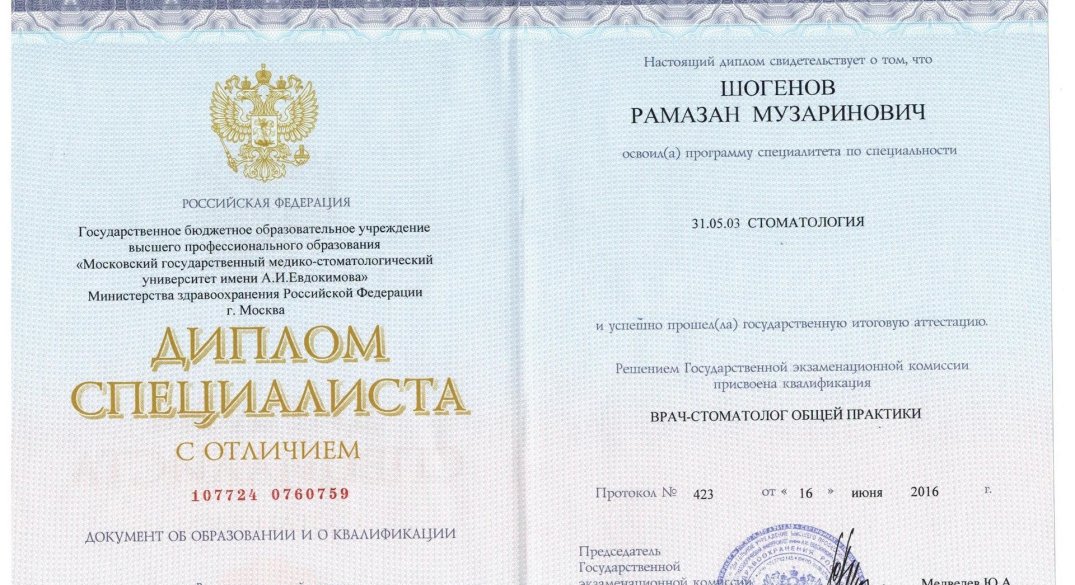 РОССИЙСКАЯ ФЕДЕРАЦИЯ
Государственное бюджетное образовательное учреждение
высшего профессионального образования
«Московский государственный медико-стоматологический
университет имени А.И.Евдокимова»
Министерства здравоохранения Российской Федерации
г. Москва
ДИПЛОМ
СПЕЦИАЛИСТА
С ОТЛИЧИЕМ
107724 0760759
ДОКУМЕНТ ОБ ОБРАЗОВАНИИ И О КВАЛИФИКАЦИИ
Настоящий диплом свидетельствует о том, что
ШОГЕНОВ
РАМАЗАН МУЗАРИНОВИЧ
освоил(а) программу специалитета по специальности
31.05.03 СТОМАТОЛОГИЯ
и успешно прошел(ла) государственную итоговую аттестацию.
Решением Государственной экзаменационной комиссии
присвоена квалификация
ВРАЧ-СТОМАТОЛОГ ОБЩЕЙ ПРАКТИКИ
Протокол № 423 от « 16 » июня 2016 г.
Председатель
Государственной
экзаменационной комиссии Медведев Ю.А.